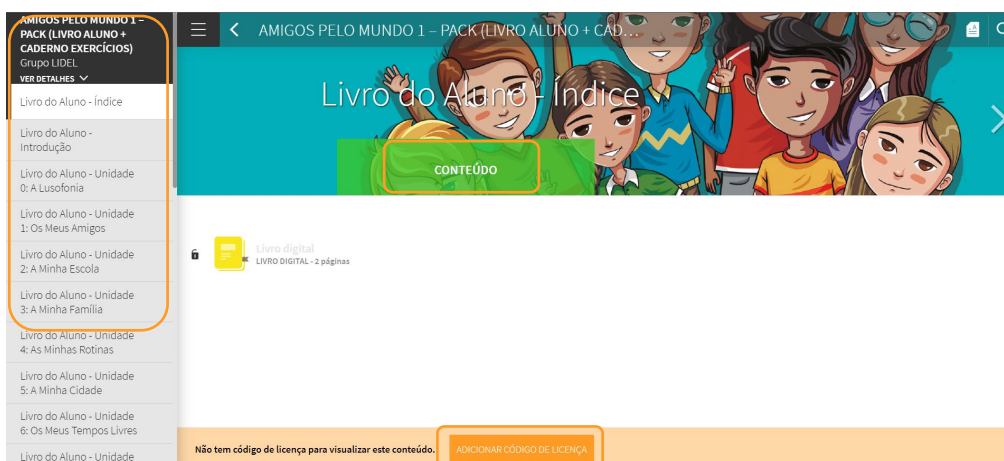 AMIGOS PELO MUNDO 1 –
PACK (LIVRO ALUNO +
CADERNO EXERCÍCIOS)
Grupo LIDEL
VER DETALHES
Livro do Aluno - Índice
Livro do Aluno -
Introdução
Livro do Aluno - Unidade
0: A Lusofonia
Livro do Aluno - Unidade
1: Os Meus Amigos
Livro do Aluno - Unidade
2: A Minha Escola
Livro do Aluno - Unidade
3: A Minha Família
Livro do Aluno - Unidade
4: As Minhas Rotinas
Livro do Aluno - Unidade
5: A Minha Cidade
Livro do Aluno - Unidade
6: Os Meus Tempos Livres
Livro do Aluno - Unidade
AMIGOS PELO MUNDO 1 – PACK (LIVRO ALUNO + CAD...
Livro do Aluno - Índice
CONTEÚDO
Livro digital
LIVRO DIGITAL - 2 páginas
Não tem código de licença para visualizar este conteúdo.
ADICIONAR CÓDIGO DE LICENÇA